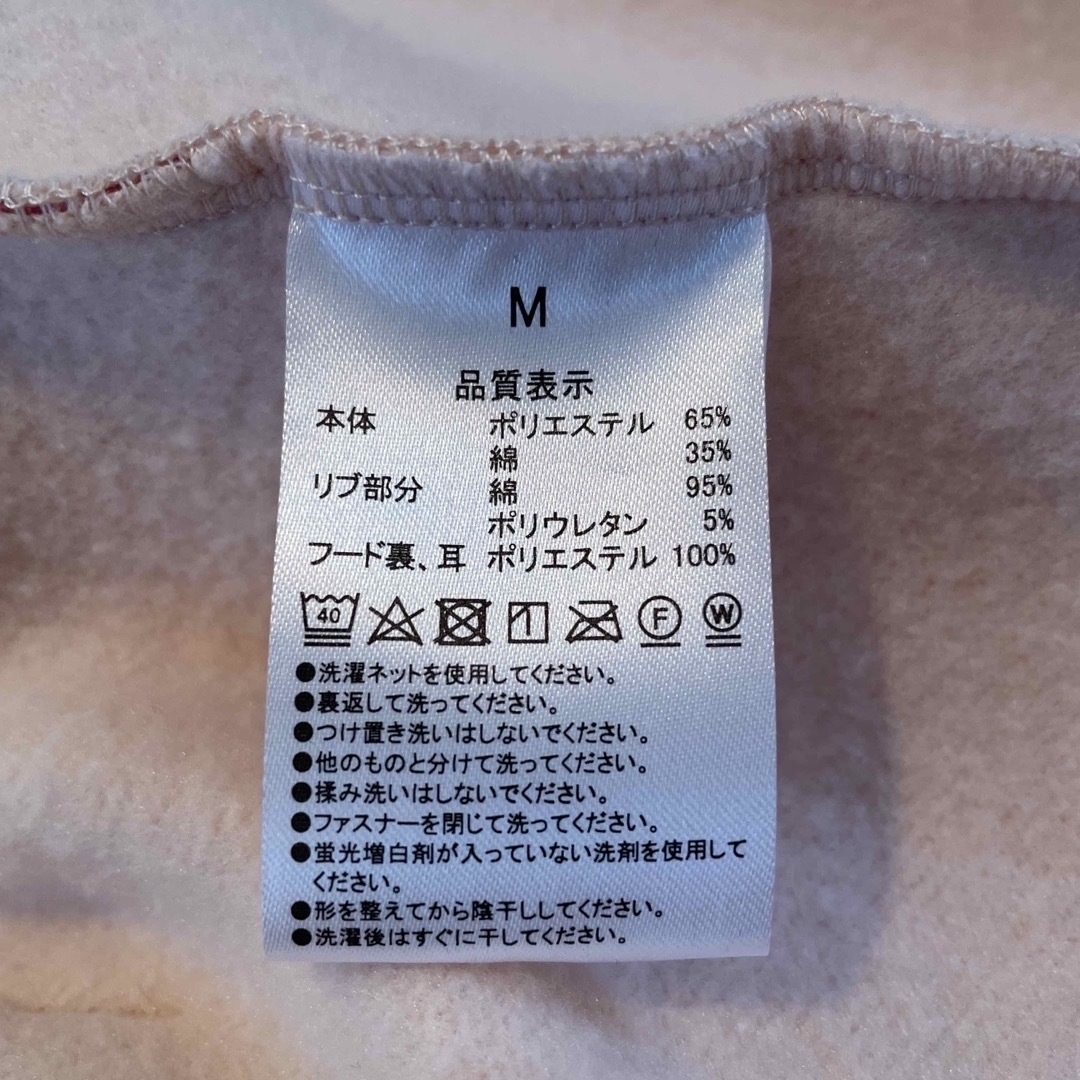 M
品質表示
本体 ポリエステル 65%
綿 35%
リブ部分 綿 95%
ポリウレタン 5%
フード裏、耳 ポリエステル 100%
40 F W
●洗濯ネットを使用してください。
●裏返して洗ってください。
●つけ置き洗いはしないでください。
●他のものと分けて洗ってください。
●揉み洗いはしないでください。
●ファスナーを閉じて洗ってください。
●蛍光増白剤が入っていない洗剤を使用して
ください。
●形を整えてから陰干ししてください。
●洗濯後はすぐに干してください。